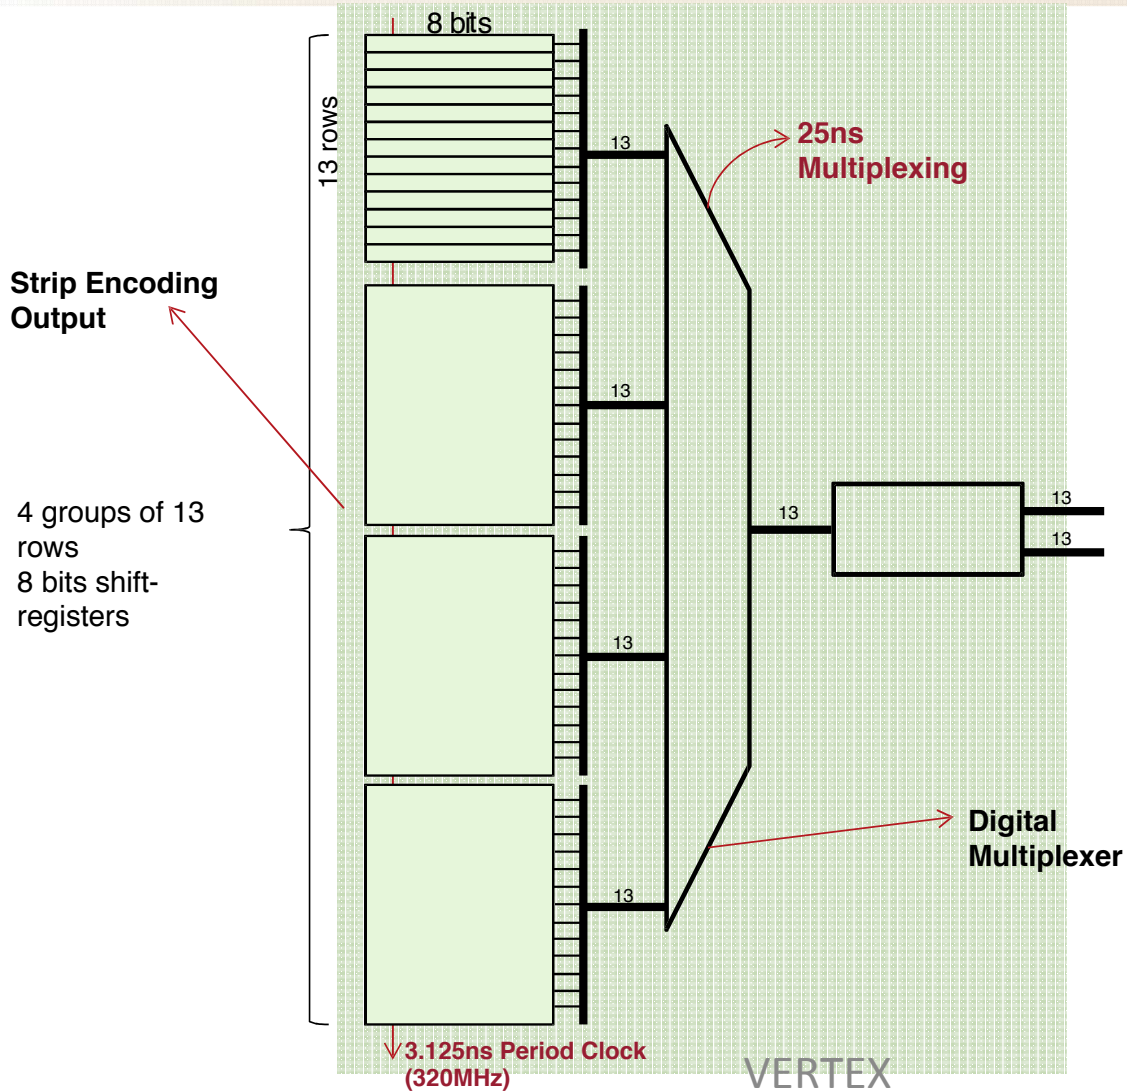 8 bits
13 rows
13
25ns
Multiplexing
Strip Encoding
Output
13
4 groups of 13
rows
8 bits shift-
registers
13
13
13
13
13
Digital
Multiplexer
3.125ns Period Clock
(320MHz)
VERTEX